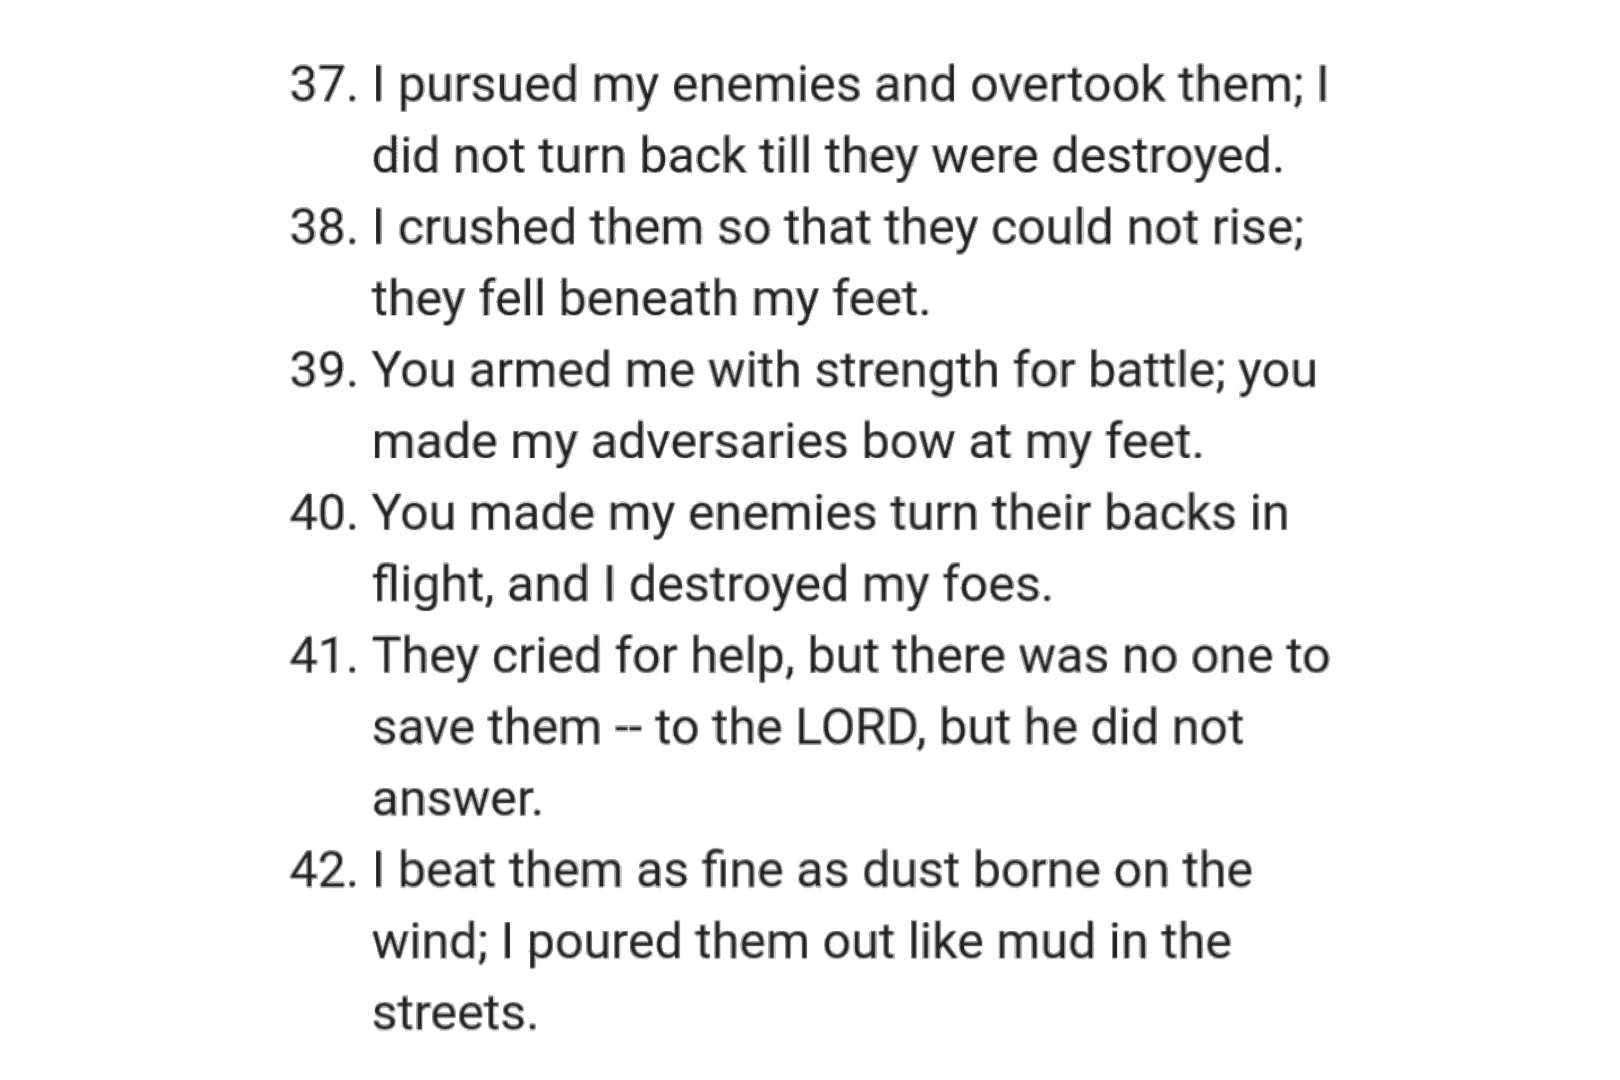 37. I pursued my enemies and overtook them; I
did not turn back till they were destroyed.
38. I crushed them so that they could not rise;
they fell beneath my feet.
39. You armed me with strength for battle; you
made my adversaries bow at my feet.
40. You made my enemies turn their backs in
flight, and I destroyed my foes.
41. They cried for help, but there was no one to
save them -- to the LORD, but he did not
answer.
42. I beat them as fine as dust borne on the
wind; I poured them out like mud in the
streets.